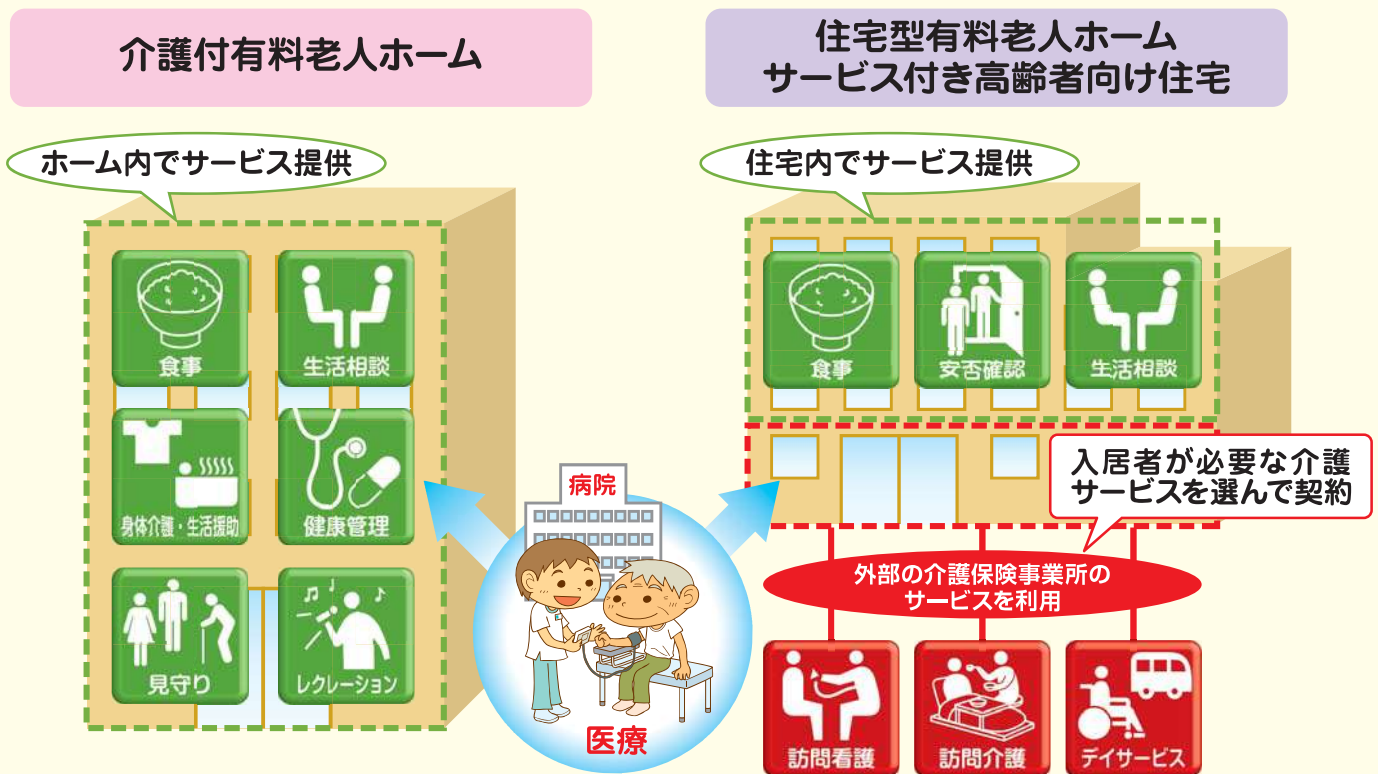 介護付有料老人ホーム
ホーム内でサービス提供
食事
生活相談
身体介護・生活援助
健康管理
見守り
レクレーション
病院
医療
住宅型有料老人ホーム
サービス付き高齢者向け住宅
住宅内でサービス提供
食事
安否確認
生活相談
入居者が必要な介護
サービスを選んで契約
外部の介護保険事業所の
サービスを利用
訪問看護
訪問介護
デイサービス